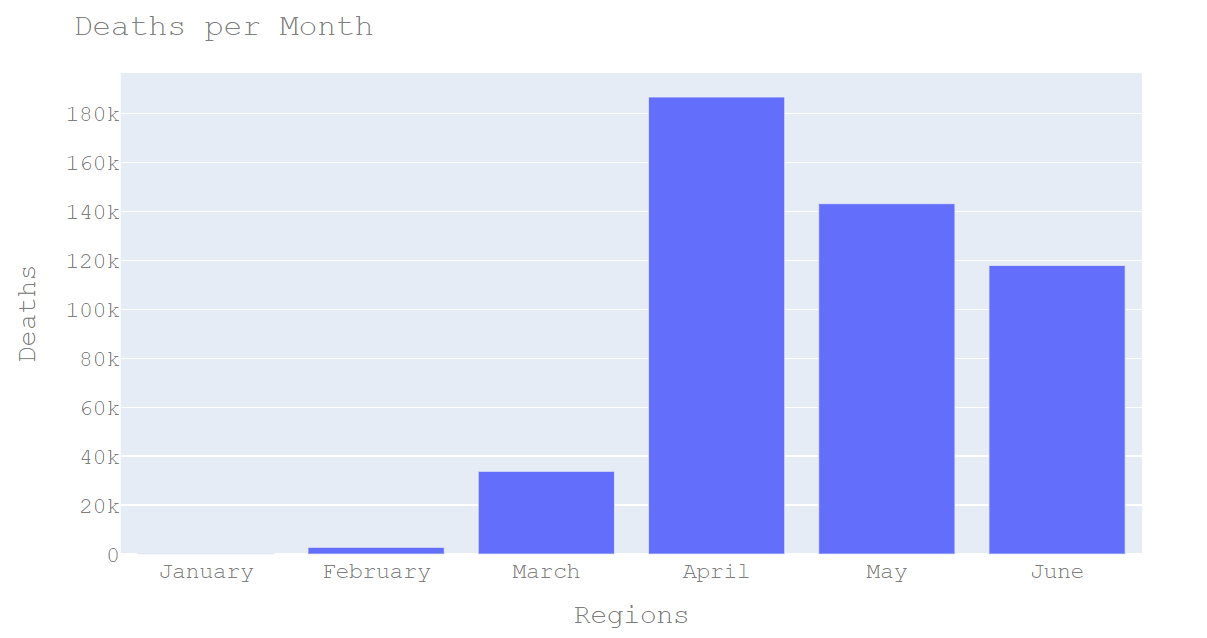 Deaths per Month
180k
160k
140k
120k
100k
80k
60k
40k
20k
0
Deaths
January February March April May June
Regions